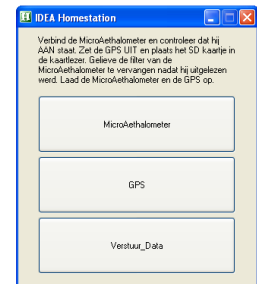 IDEA Homestation
Verbind de MicroAethalometer en controleer dat hij
AAN staat. Zet de GPS UIT en plaats het SD kaartje in
de kaartlezer. Gelieve de filter van de
MicroAethalometer te vervangen nadat hij uitgelezen
werd. Laad de MicroAethalometer en de GPS op.
MicroAethalometer
GPS
Verstuur_Data